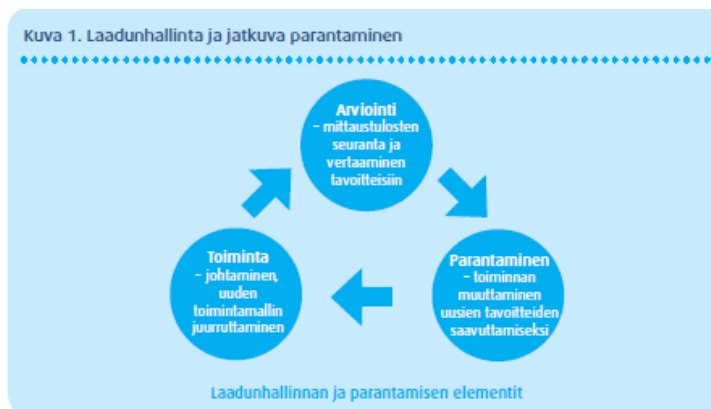 Kuva 1. Laadunhallinta ja jatkuva parantaminen
Arviointi
– mittaustulosten
seuranta ja
vertaaminen
tavoitteisiin
Toiminta
– johtaminen,
uuden
toimintamallin
juurruttaminen
Parantaminen
– toiminnan
muuttaminen
uusien tavoitteiden
saavuttamiseksi
Laadunhallinnan ja parantamisen elementit